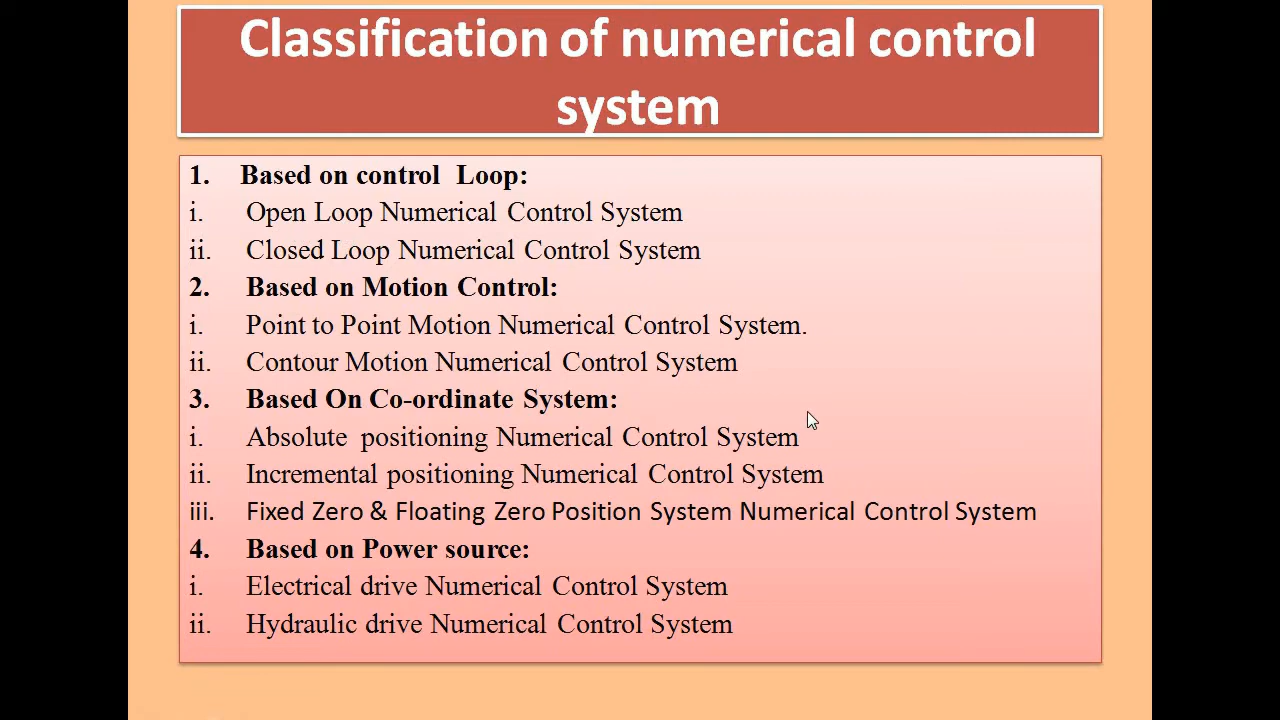 Classification of numerical control
system
1. Based on control Loop:
i. Open Loop Numerical Control System
ii. Closed Loop Numerical Control System
2. Based on Motion Control:
i. Point to Point Motion Numerical Control System.
ii. Contour Motion Numerical Control System
3. Based On Co-ordinate System:
i. Absolute positioning Numerical Control System
ii. Incremental positioning Numerical Control System
iii. Fixed Zero & Floating Zero Position System Numerical Control System
4. Based on Power source:
i. Electrical drive Numerical Control System
ii. Hydraulic drive Numerical Control System